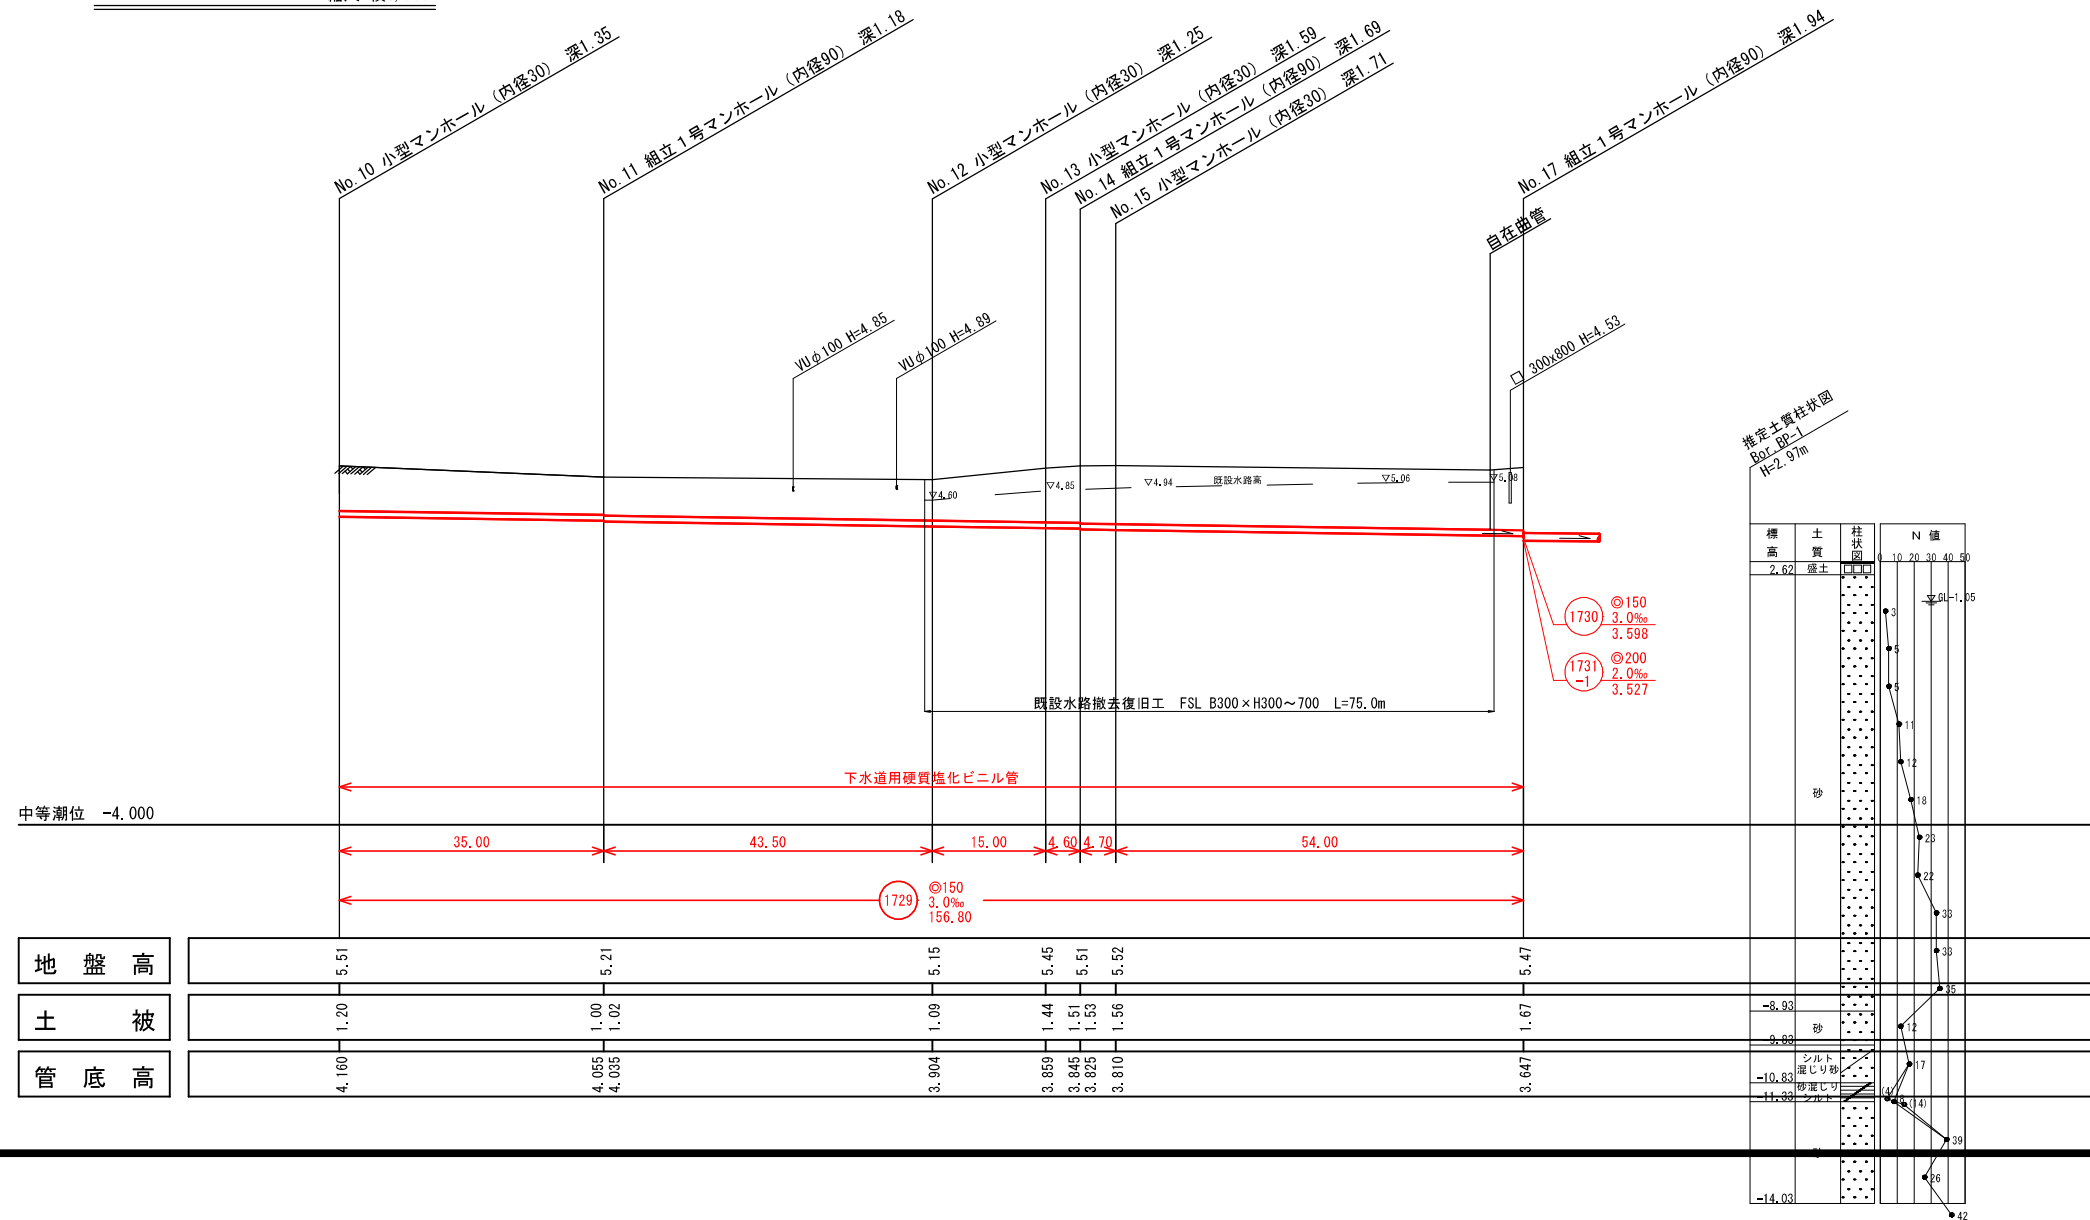 No.10 小型マンホール（内径30） 深1.35
No.11 組立１号マンホール（内径90） 深1.18
No.12 小型マンホール（内径30） 深1.25
No.13 小型マンホール（内径30） 深1.59
No.14 組立１号マンホール（内径90） 深1.69
No.15 小型マンホール（内径30） 深1.71
No.17 組立１号マンホール（内径90） 深1.94
自在曲管
VUφ100 H=4.85
VUφ100 H=4.89
□ 300x800 H=4.53
推定土質柱状図
Bor. BP-1
H=2.97m
▽4.60
▽4.85
▽4.94
既設水路高
▽5.06
▽5.08
1730 ◎150
3.0‰
3.598
1731 -1 ◎200
2.0‰
3.527
既設水路撤去復旧工 FSL B300×H300～700 L=75.0m
下水道用硬質塩化ビニル管
中等潮位 -4.000
35.00 43.50 15.00 4.60 4.70 54.00
1729 ◎150
3.0‰
156.80
地盤高 5.51 5.21 5.15 5.45 5.51 5.52 5.47
土被 1.20 1.00 1.02 1.09 1.44 1.51 1.53 1.56 1.67
管底高 4.160 4.055 4.035 3.904 3.859 3.845 3.825 3.810 3.647
標高 土質 柱状図 N 値
0 10 20 30 40 50
2.62 盛土
GL-1.05
3
5
5
11
12
砂
18
23
22
33
33
35
-8.93
砂
12
-9.83
シルト
混じり砂
17
-10.83
砂混じり
シルト
(4)
8
(14)
-11.33
39
砂
26
-14.03
42